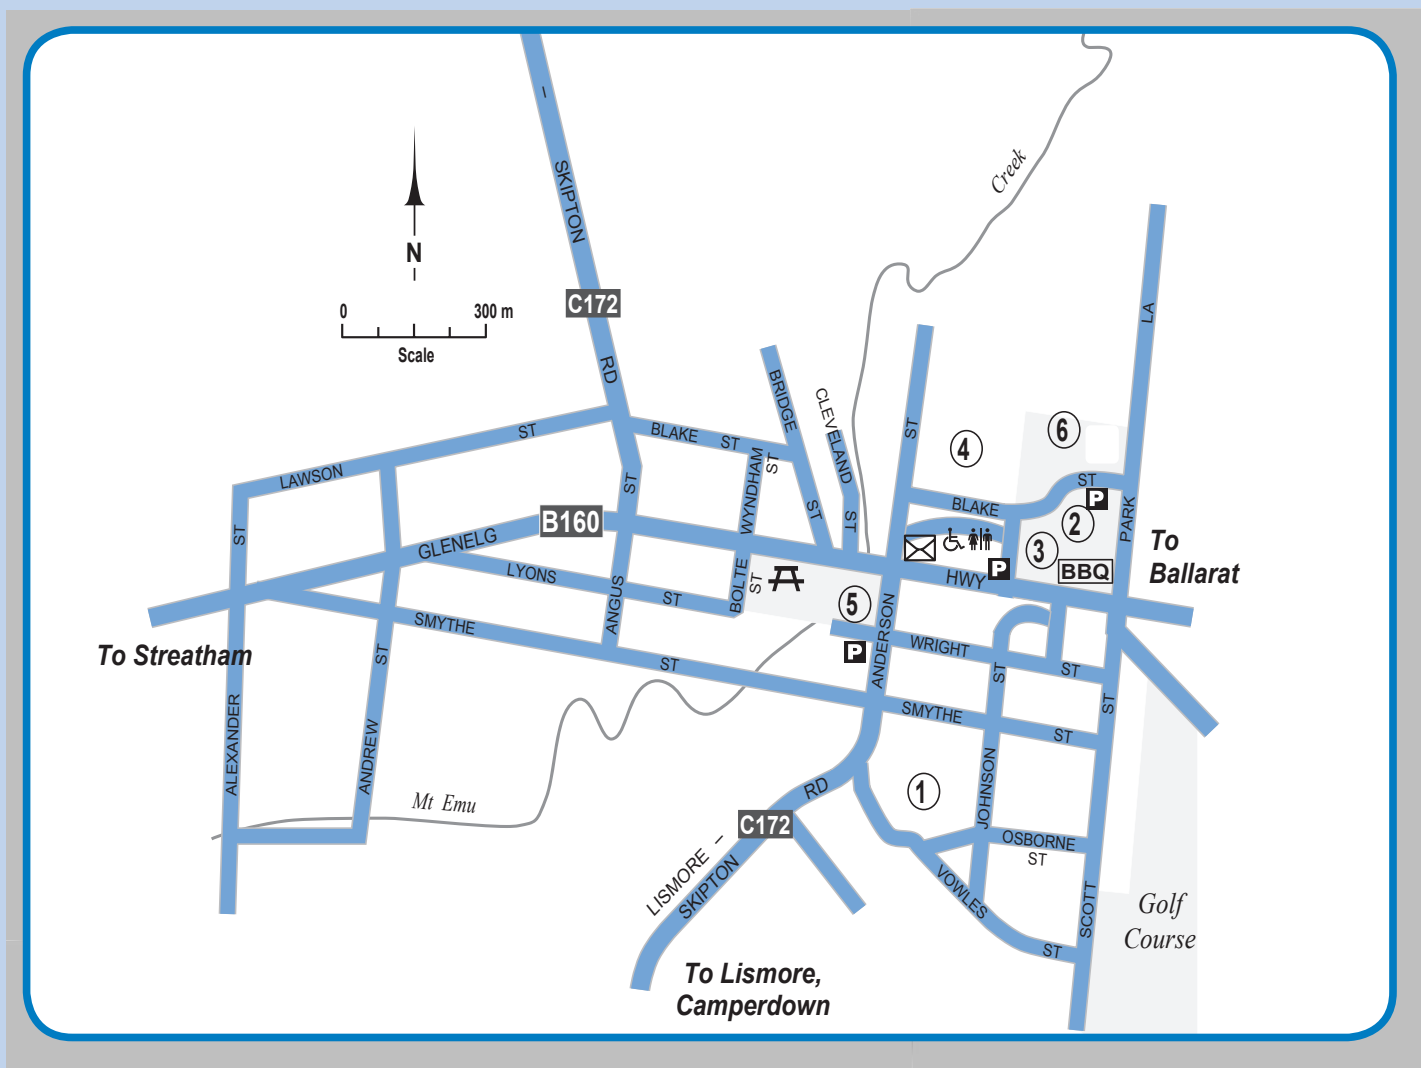 –
SKIPTON
C172
RD
N
0
300 m
Scale
Creek
LA
PARK
LAWSON
ST
ST
BLAKE
ST
BRIDGE
ST
CLEVELAND
ST
WYNDHAM
ST
ST
ST
4
6
BLAKE
ST
P
2
3
BBQ
P
HWY
To
Ballarat
B160
GLENELG
LYONS
ST
ANGUS
ST
BOLTE
ST
5
P
ANDERSON
WRIGHT
ST
To Streatham
SMYTHE
ST
SMYTHE
ST
ST
JOHNSON
ST
SCOTT
ALEXANDER
ST
ANDREW
Mt Emu
RD
C172
LISMORE –
SKIPTON
1
OSBORNE
ST
VOWLES
ST
Golf
Course
To Lismore,
Camperdown